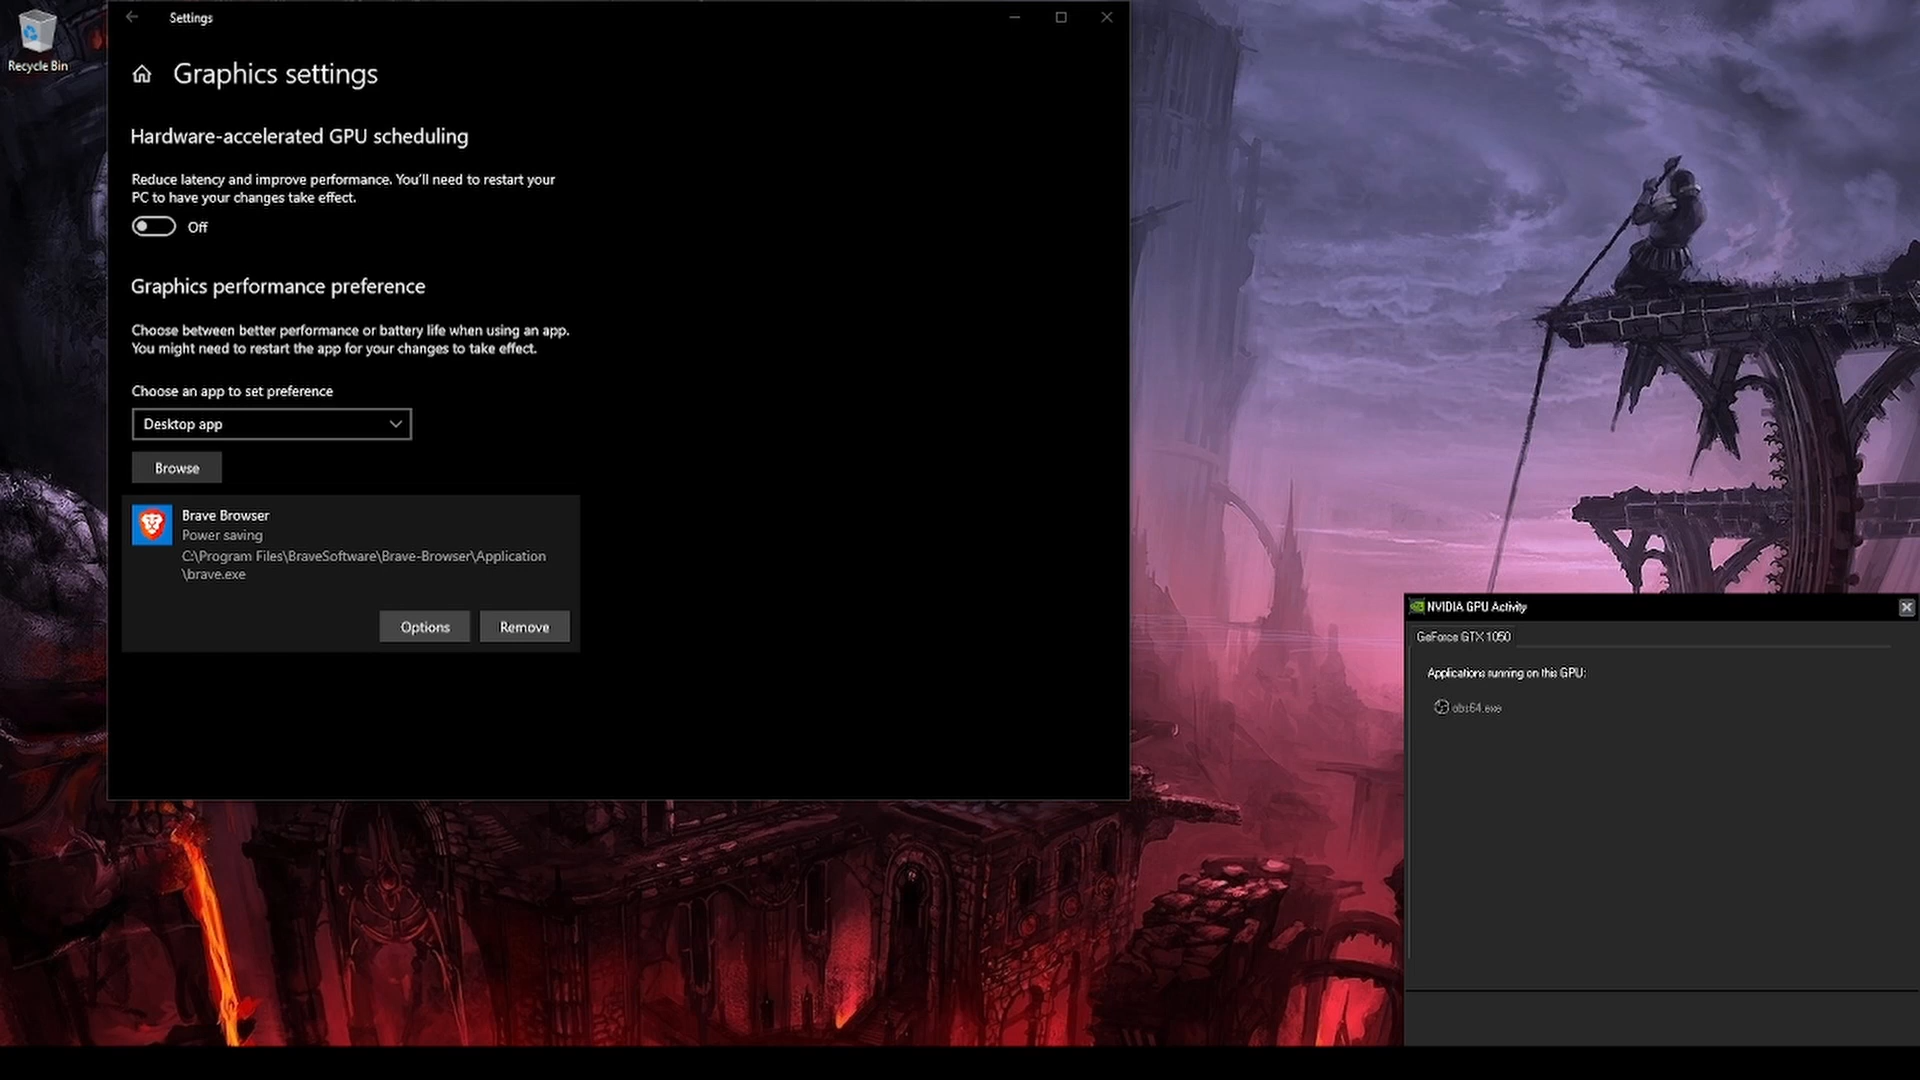 Recycle Bin
Settings
Graphics settings
Hardware-accelerated GPU scheduling
Reduce latency and improve performance. You'll need to restart your
PC to have your changes take effect.
Off
Graphics performance preference
Choose between better performance or battery life when using an app.
You might need to restart the app for your changes to take effect.
Choose an app to set preference
Desktop app
Browse
Brave Browser
Power saving
C:\Program Files\BraveSoftware\Brave-Browser\Application
\brave.exe
Options
Remove
NVIDIA GPU Activity
GeForce GTX 1050
Applications running on this GPU:
obs64.exe